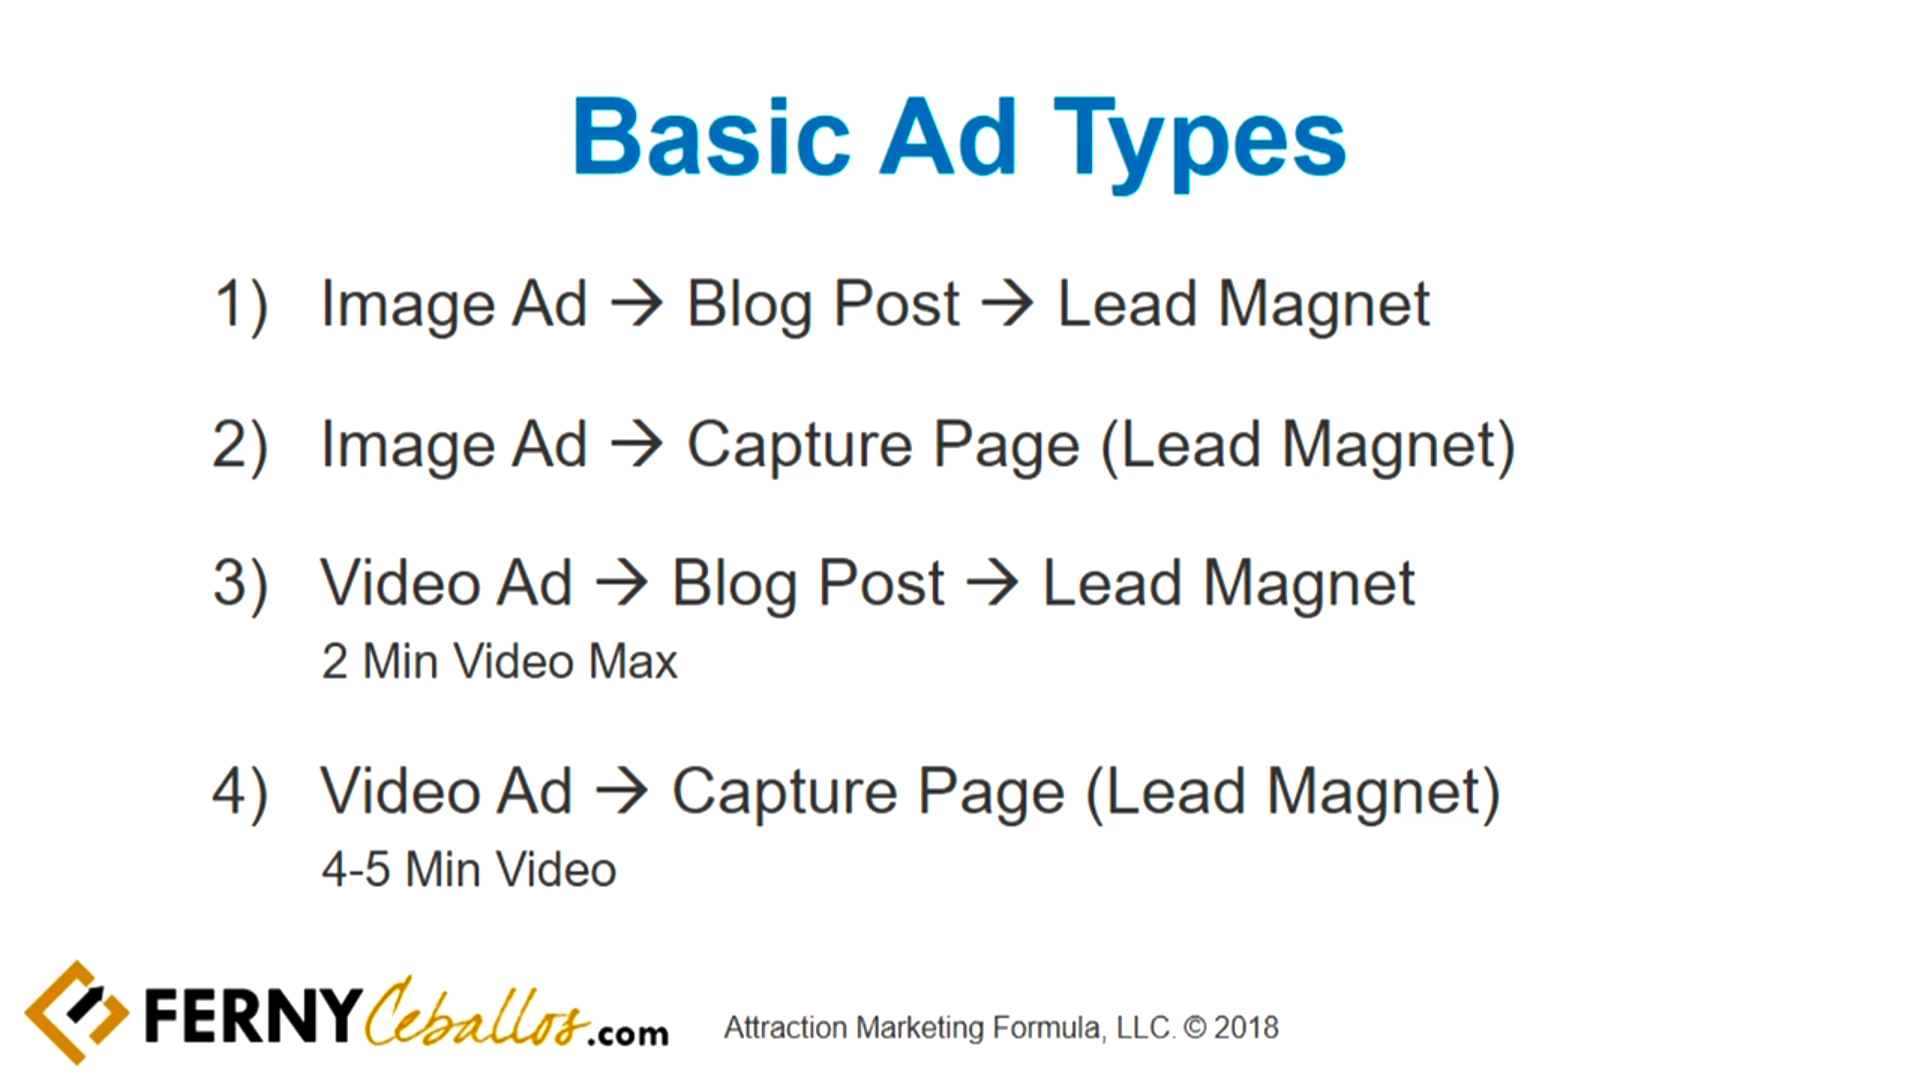 Basic Ad Types
1) Image Ad → Blog Post → Lead Magnet
2) Image Ad → Capture Page (Lead Magnet)
3) Video Ad → Blog Post → Lead Magnet
2 Min Video Max
4) Video Ad → Capture Page (Lead Magnet)
4-5 Min Video
FERNYCeballos.com Attraction Marketing Formula, LLC. © 2018